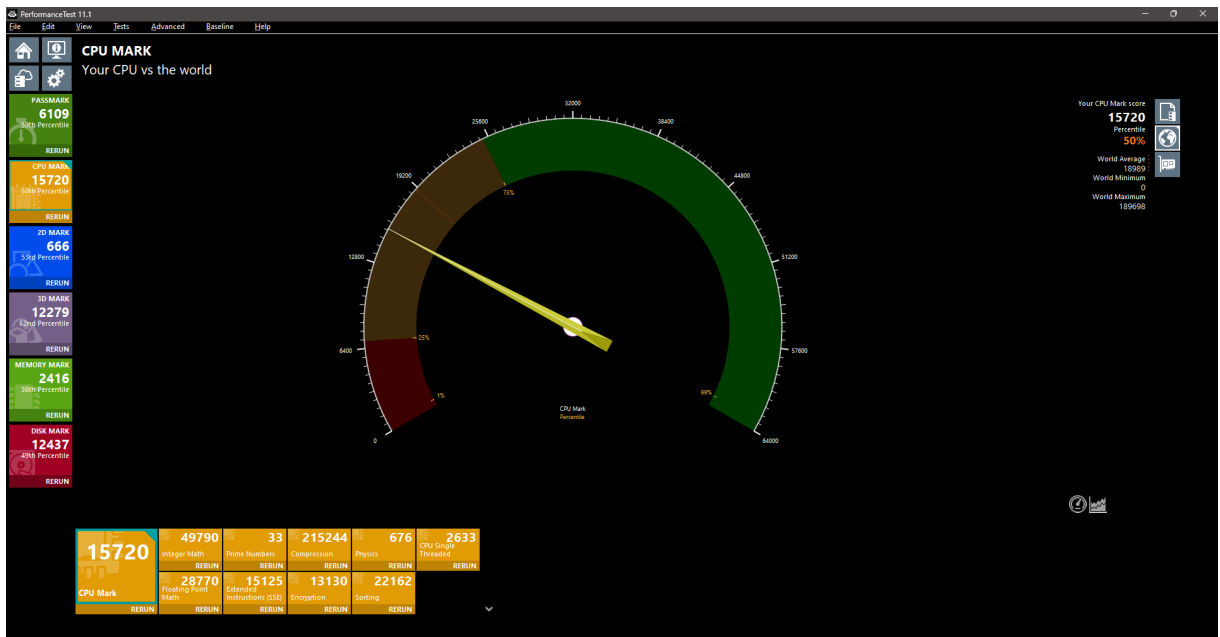 PerformanceTest 11.1
File Edit View Tests Advanced Baseline Help
CPU MARK
Your CPU vs the world
PASSMARK
6109
59th Percentile
RERUN
CPU MARK
15720
50th Percentile
RERUN
2D MARK
666
53rd Percentile
RERUN
3D MARK
12279
62nd Percentile
RERUN
MEMORY MARK
2416
36th Percentile
RERUN
DISK MARK
12437
49th Percentile
RERUN
0
6400
12800
19200
25600
32000
38400
44800
51200
57600
64000
1%
25%
75%
99%
CPU Mark
Percentile
Your CPU Mark score
15720
Percentile
50%
World Average
18989
World Minimum
0
World Maximum
189698
15720
CPU Mark
RERUN
49790
Integer Math
RERUN
33
Prime Numbers
RERUN
215244
Compression
RERUN
676
Physics
RERUN
2633
CPU Single
Threaded
RERUN
28770
Floating Point
Math
RERUN
15125
Extended
Instructions (SSE)
RERUN
13130
Encryption
RERUN
22162
Sorting
RERUN